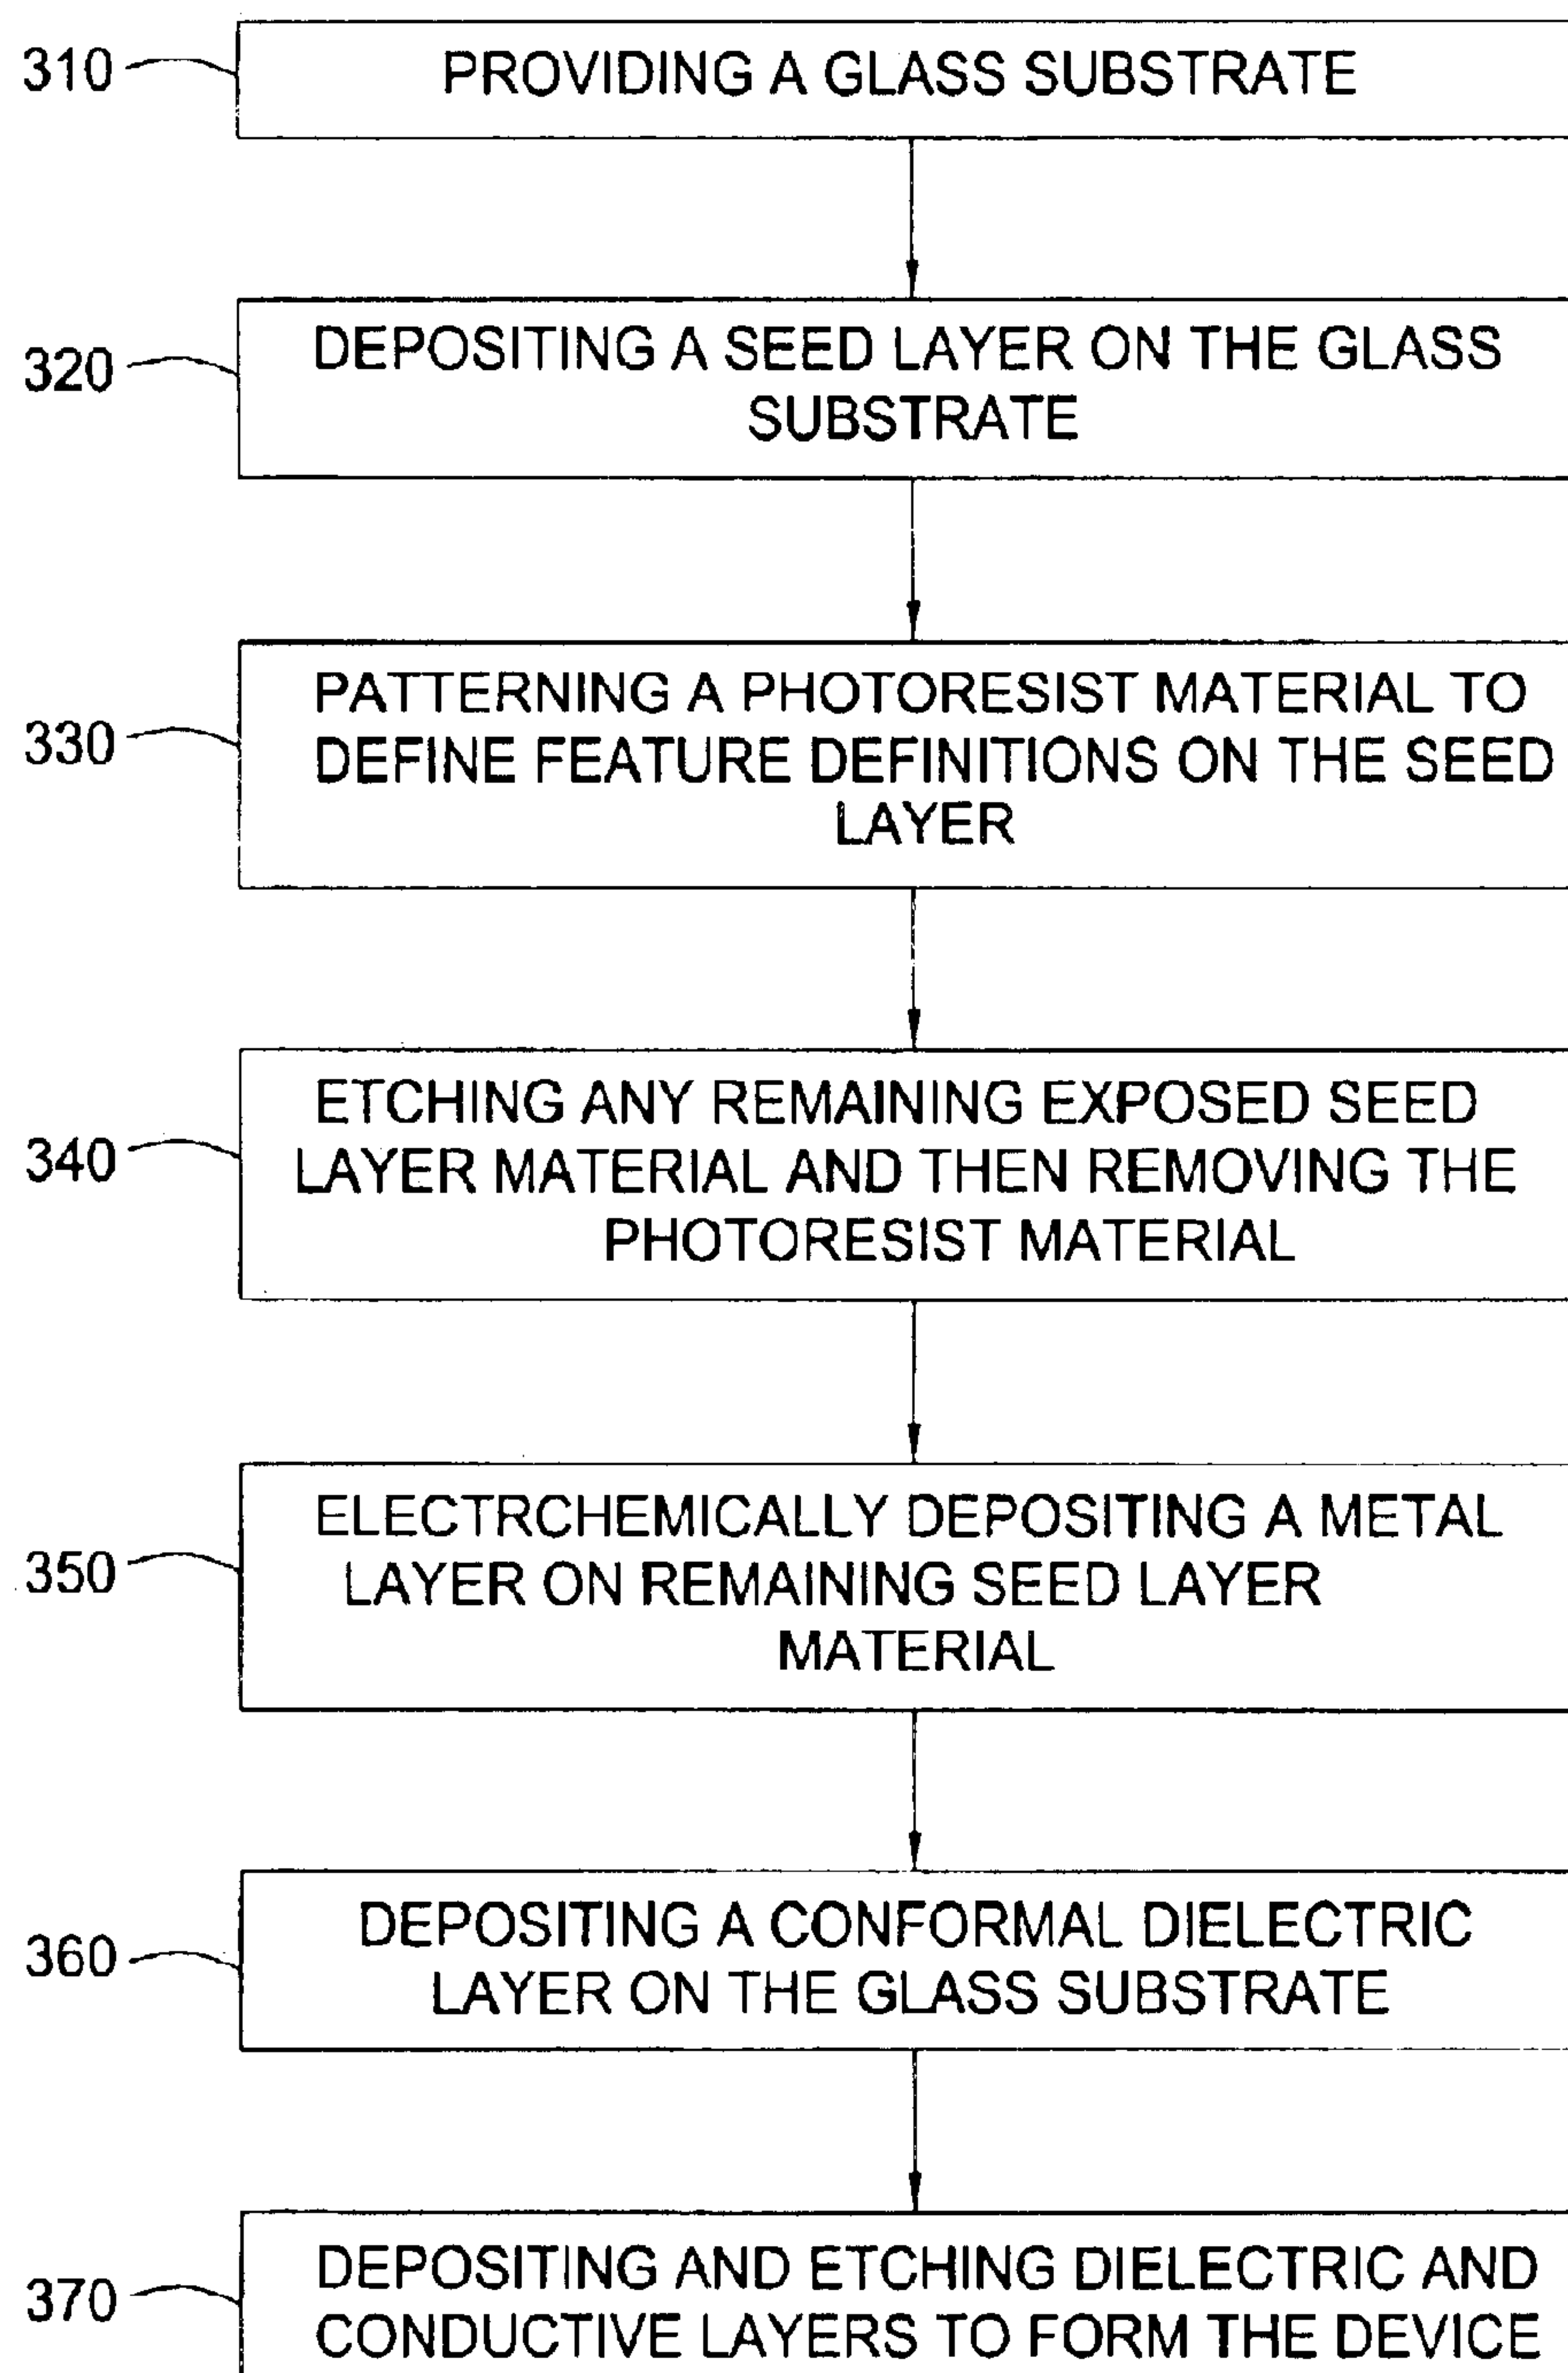 310 PROVIDING A GLASS SUBSTRATE
320 DEPOSITING A SEED LAYER ON THE GLASS
SUBSTRATE
330 PATTERNING A PHOTORESIST MATERIAL TO
DEFINE FEATURE DEFINITIONS ON THE SEED
LAYER
340 ETCHING ANY REMAINING EXPOSED SEED
LAYER MATERIAL AND THEN REMOVING THE
PHOTORESIST MATERIAL
350 ELECTRCHEMICALLY DEPOSITING A METAL
LAYER ON REMAINING SEED LAYER
MATERIAL
360 DEPOSITING A CONFORMAL DIELECTRIC
LAYER ON THE GLASS SUBSTRATE
370 DEPOSITING AND ETCHING DIELECTRIC AND
CONDUCTIVE LAYERS TO FORM THE DEVICE